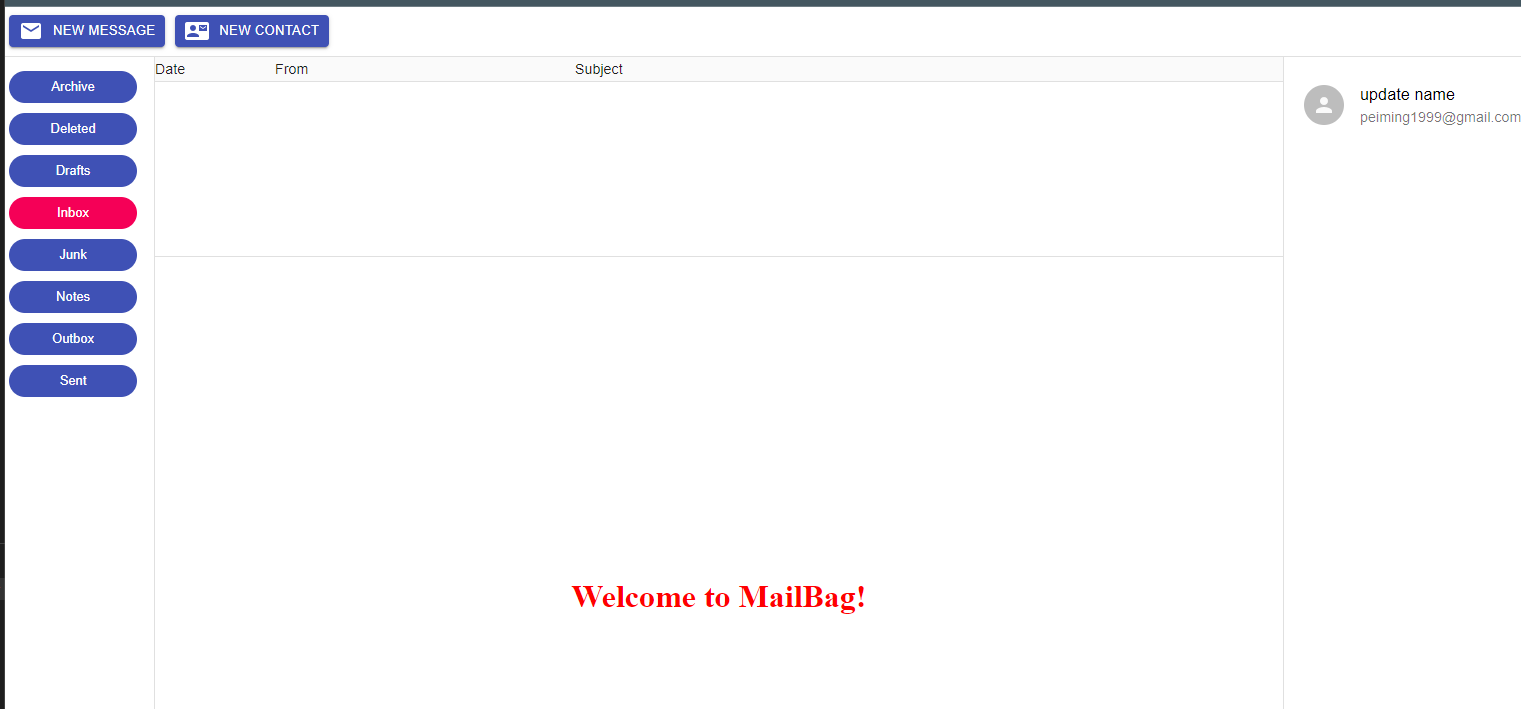 NEW MESSAGE NEW CONTACT
Date From Subject
Archive
Deleted
Drafts
Inbox
Junk
Notes
Outbox
Sent
Welcome to MailBag!
update name
peiming1999@gmail.com